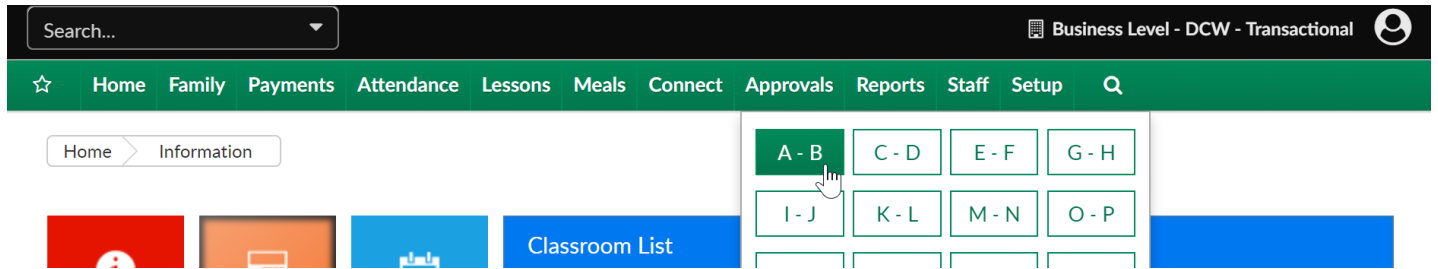 Search...
Business Level - DCW - Transactional
Home Family Payments Attendance Lessons Meals Connect Approvals Reports Staff Setup
Home Information
A - B C - D E - F G - H
I - J K - L M - N O - P
Classroom List